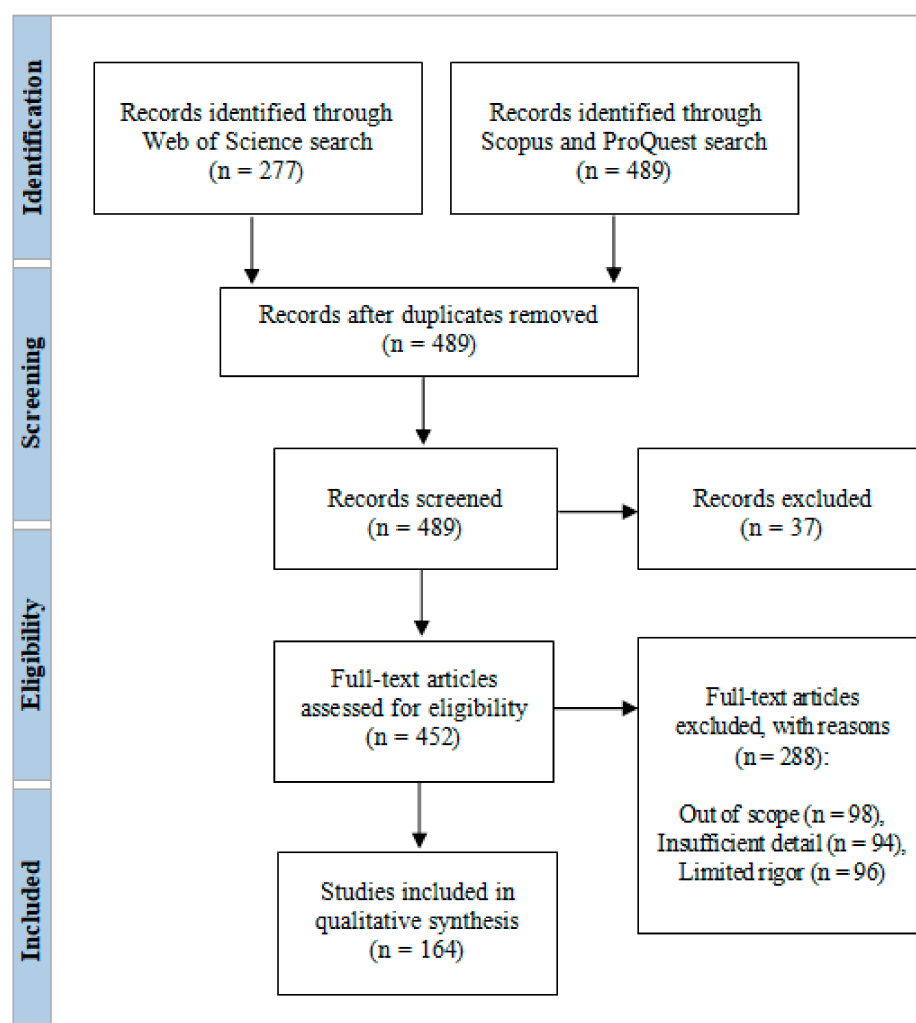 Identification
Records identified through
Web of Science search
(n = 277)
Records identified through
Scopus and ProQuest search
(n = 489)
Screening
Records after duplicates removed
(n = 489)
Records screened
(n = 489)
Records excluded
(n = 37)
Eligibility
Full-text articles
assessed for eligibility
(n = 452)
Full-text articles
excluded, with reasons
(n = 288):
Out of scope (n = 98),
Insufficient detail (n = 94),
Limited rigor (n = 96)
Included
Studies included in
qualitative synthesis
(n = 164)